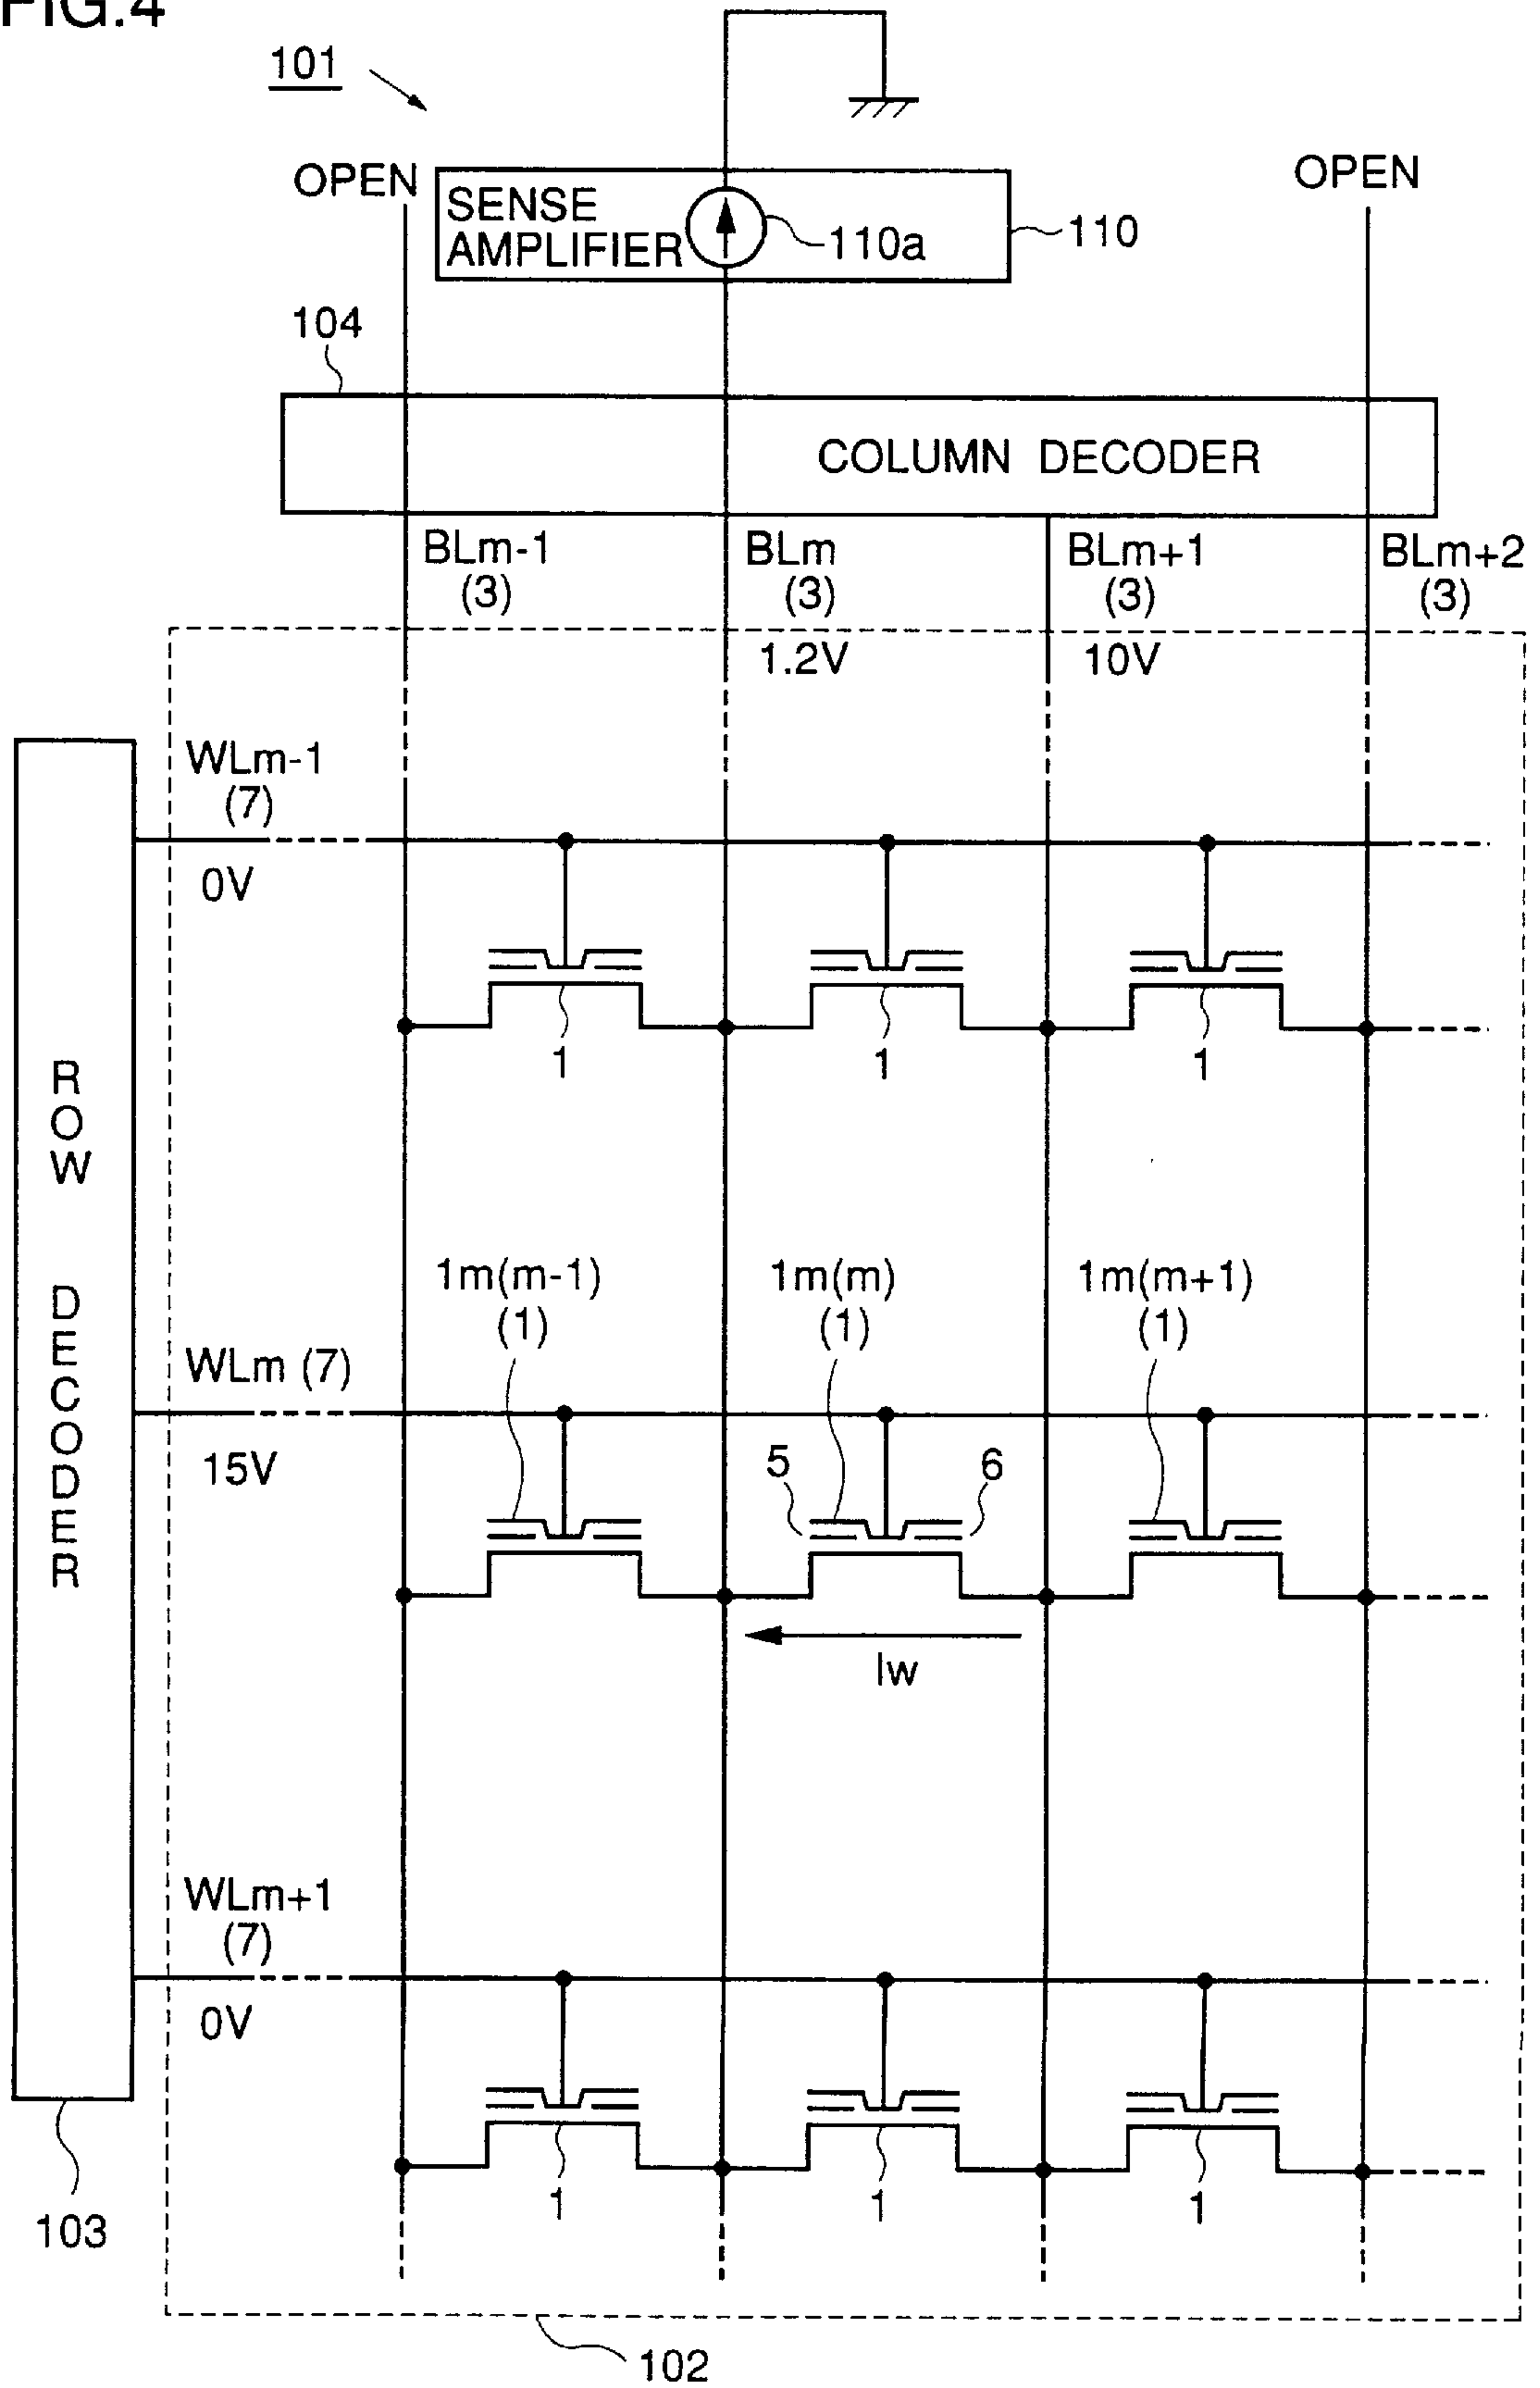 FIG.4
101
OPEN
OPEN
SENSE
AMPLIFIER
110a
110
104
COLUMN DECODER
BLm-1
(3)
BLm
(3)
BLm+1
(3)
BLm+2
(3)
1.2V
10V
WLm-1
(7)
0V
1
1
1
ROW DECODER
1m(m-1)
(1)
1m(m)
(1)
1m(m+1)
(1)
WLm (7)
15V
5
6
Iw
WLm+1
(7)
0V
1
1
1
103
102